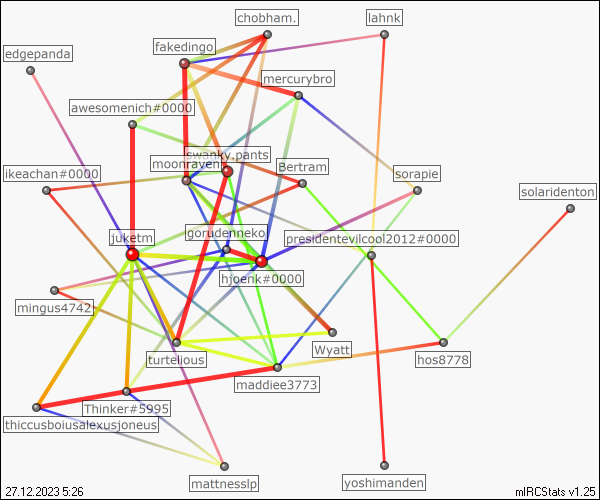 chobham.
lahnk
fakedingo
edgepanda
mercurybro
awesomenich#0000
swanky.pants
moonraven
Bertram
ikeachan#0000
sorapie
solaridenton
juketm
gorudenneko
presidentevilcool2012#0000
hjoenk#0000
mingus4742
turtelious
Wyatt
hos8778
maddiee3773
Thinker#5995
thiccusboiusalexusjoneus
mattnesslp
yoshimanden
27.12.2023 5:26
mIRCStats v1.25